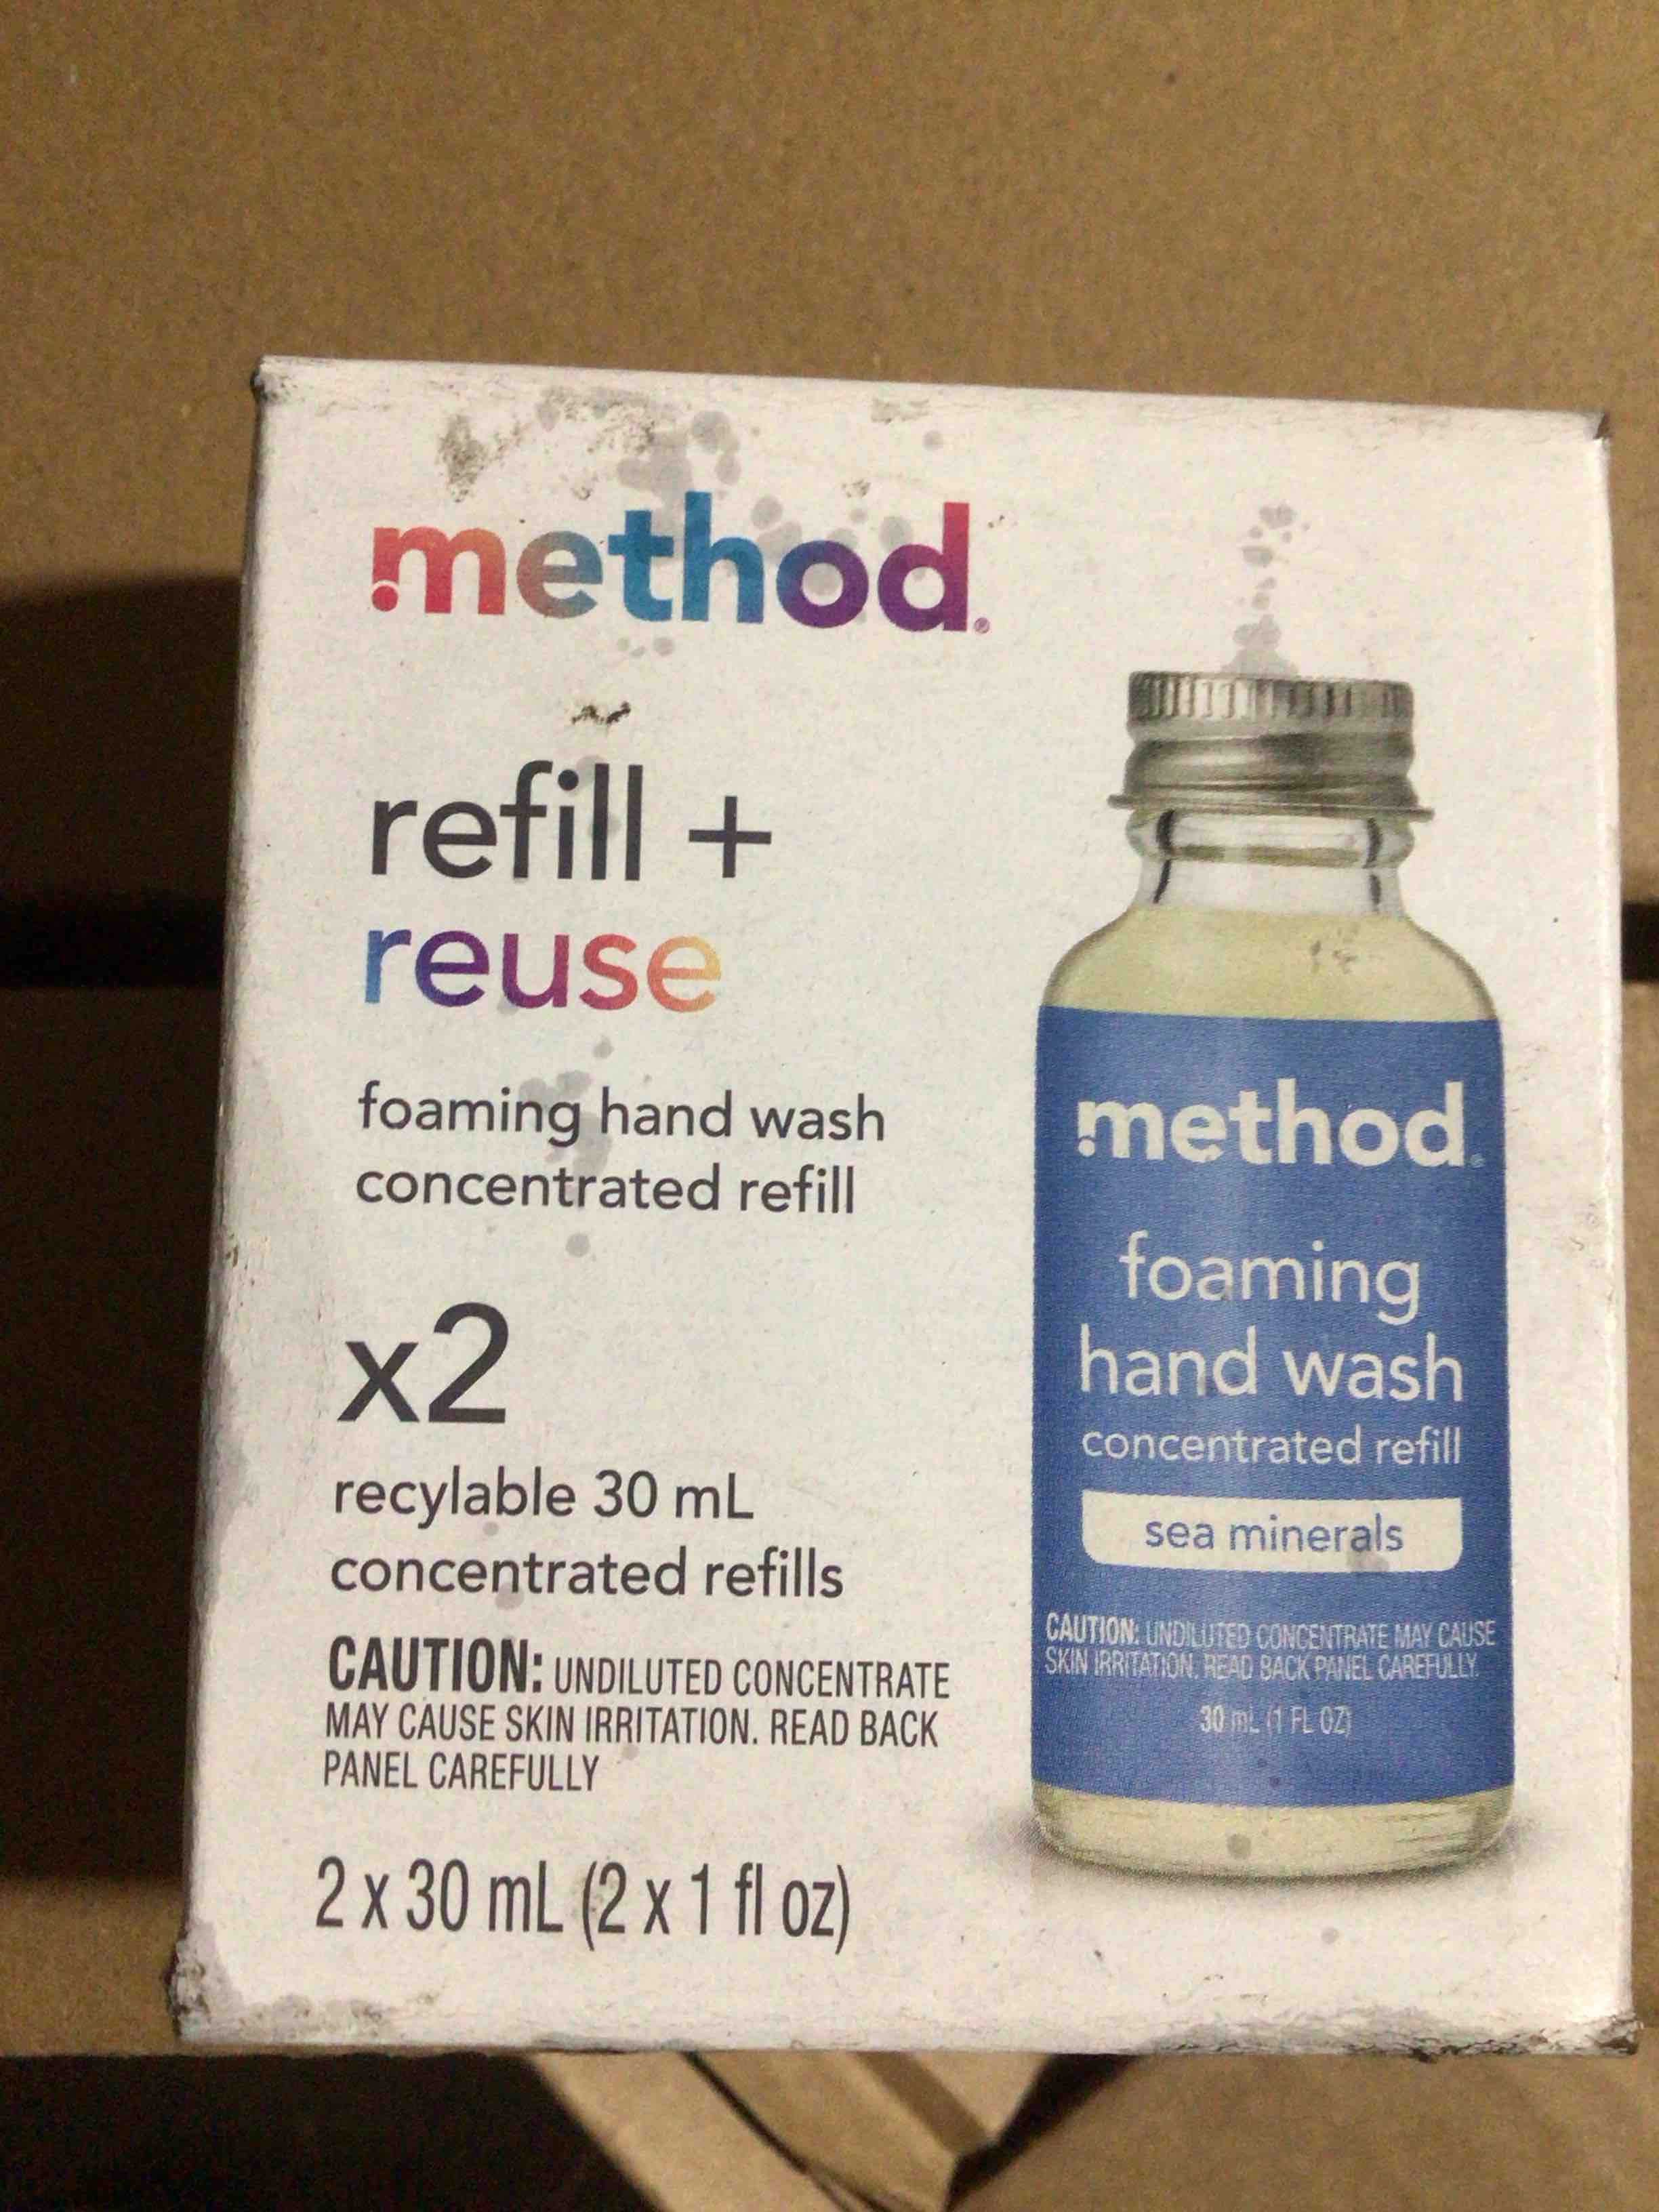 method.
refill +
reuse
foaming hand wash
concentrated refill
x2
recylable 30 mL
concentrated refills
CAUTION: UNDILUTED CONCENTRATE
MAY CAUSE SKIN IRRITATION. READ BACK
PANEL CAREFULLY
2 x 30 mL (2 x 1 fl oz)
method.
foaming
hand wash
concentrated refill
sea minerals
CAUTION: UNDILUTED CONCENTRATE MAY CAUSE
SKIN IRRITATION. READ BACK PANEL CAREFULLY.
30 mL (1 FL OZ)